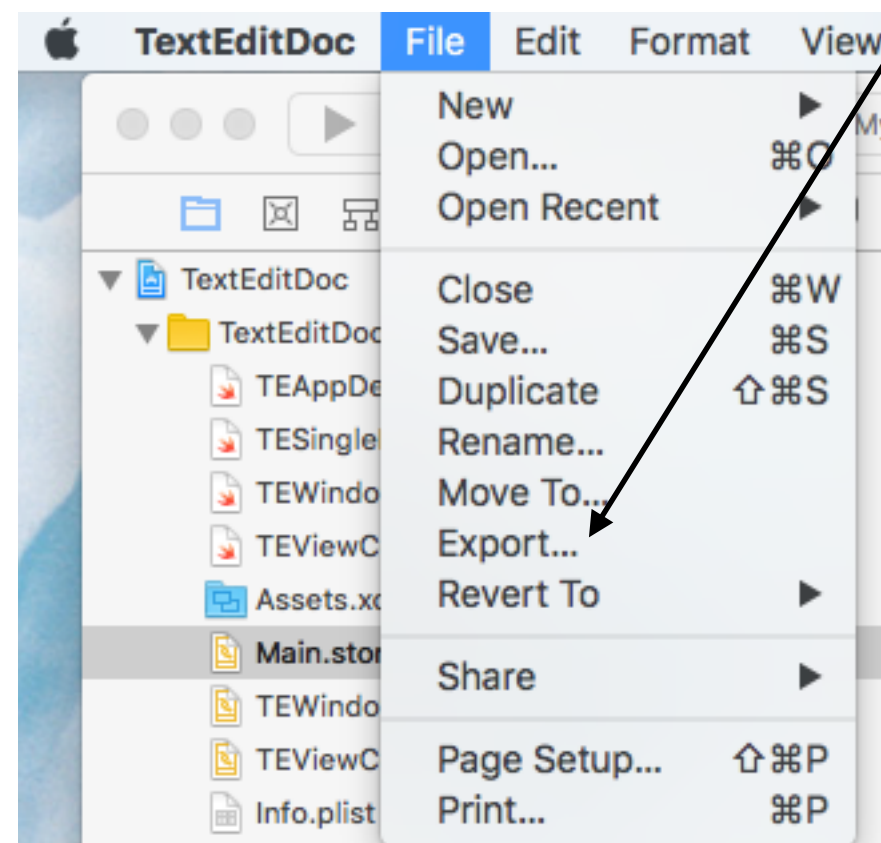 TextEditDoc File Edit Format View
New
My
Open... ⌘O
Open Recent
TextEditDoc
Close ⌘W
TextEditDoc
Save... ⌘S
TEAppDe
Duplicate ⇧⌘S
TESingle
Rename...
TEWindo
Move To...
TEViewC
Export...
Assets.xc
Revert To
Main.stor
Share
TEWindo
TEViewC
Page Setup... ⇧⌘P
Info.plist
Print... ⌘P